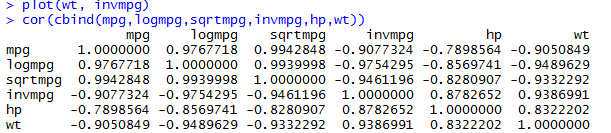 > plot(wt, invmpg)
> cor(cbind(mpg,logmpg,sqrtmpg,invmpg,hp,wt))
mpg logmpg sqrtmpg invmpg hp wt
mpg 1.0000000 0.9767718 0.9942848 -0.9077324 -0.7898564 -0.9050849
logmpg 0.9767718 1.0000000 0.9939998 -0.9754295 -0.8569741 -0.9489629
sqrtmpg 0.9942848 0.9939998 1.0000000 -0.9461196 -0.8280907 -0.9332292
invmpg -0.9077324 -0.9754295 -0.9461196 1.0000000 0.8782652 0.9386991
hp -0.7898564 -0.8569741 -0.8280907 0.8782652 1.0000000 0.8322202
wt -0.9050849 -0.9489629 -0.9332292 0.9386991 0.8322202 1.0000000